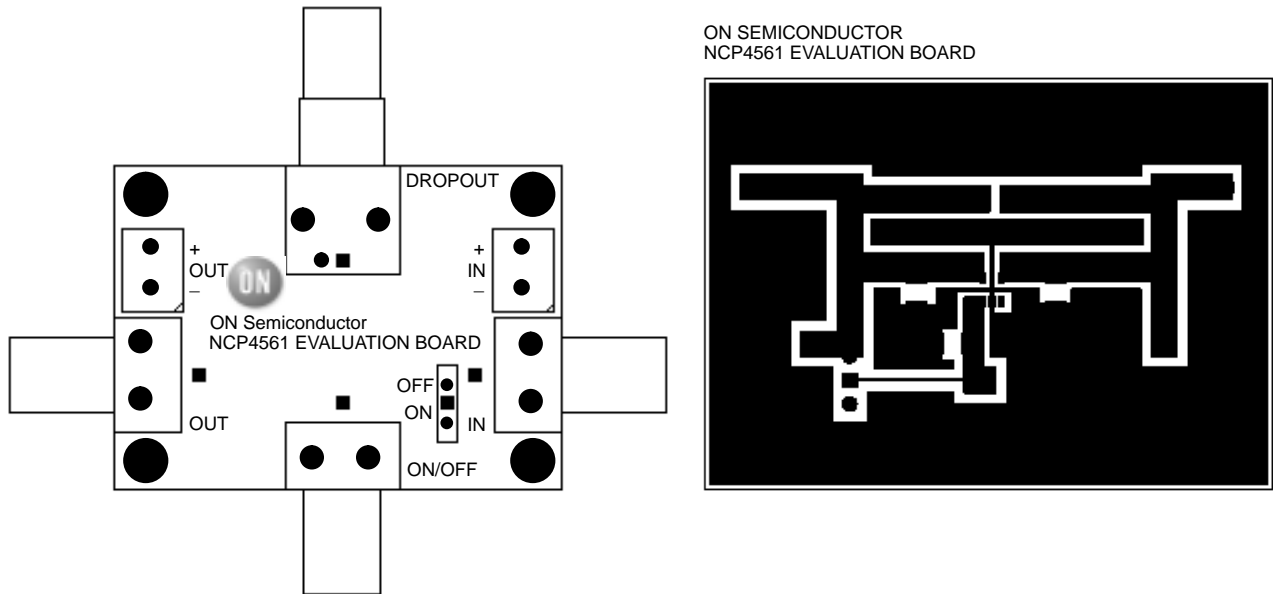 ON SEMICONDUCTOR
NCP4561 EVALUATION BOARD
DROPOUT
+
OUT
–
ON
+
IN
–
ON Semiconductor
NCP4561 EVALUATION BOARD
OFF
ON
OUT
IN
ON/OFF